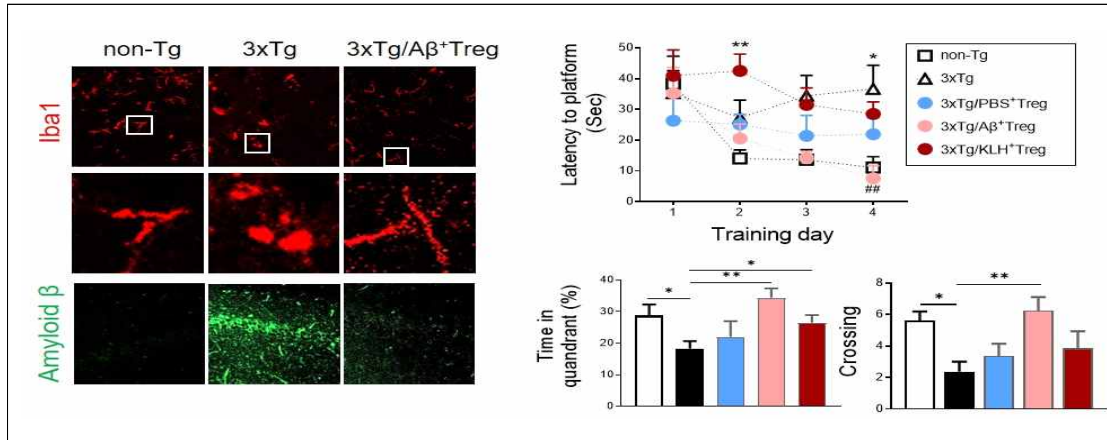 non-Tg 3xTg 3xTg/Aβ⁺Treg
Iba1
Amyloid β
Latency to platform
(Sec)
50
40
30
20
10
0
** *
##
1 2 3 4
Training day
non-Tg
3xTg
3xTg/PBS⁺Treg
3xTg/Aβ⁺Treg
3xTg/KLH⁺Treg
Time in
quandrant (%)
40
30
20
10
0
*
**
*
Crossing
8
6
4
2
0
**
*